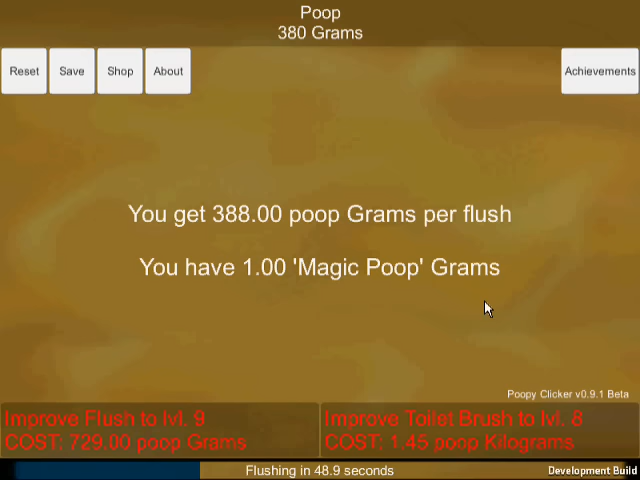 Poop
380 Grams
Reset Save Shop About Achievements
You get 388.00 poop Grams per flush
You have 1.00 'Magic Poop' Grams
Poopy Clicker v0.9.1 Beta
Improve Flush to lvl. 9
COST: 729.00 poop Grams
Improve Toilet Brush to lvl. 8
COST: 1.45 poop Kilograms
Flushing in 48.9 seconds
Development Build